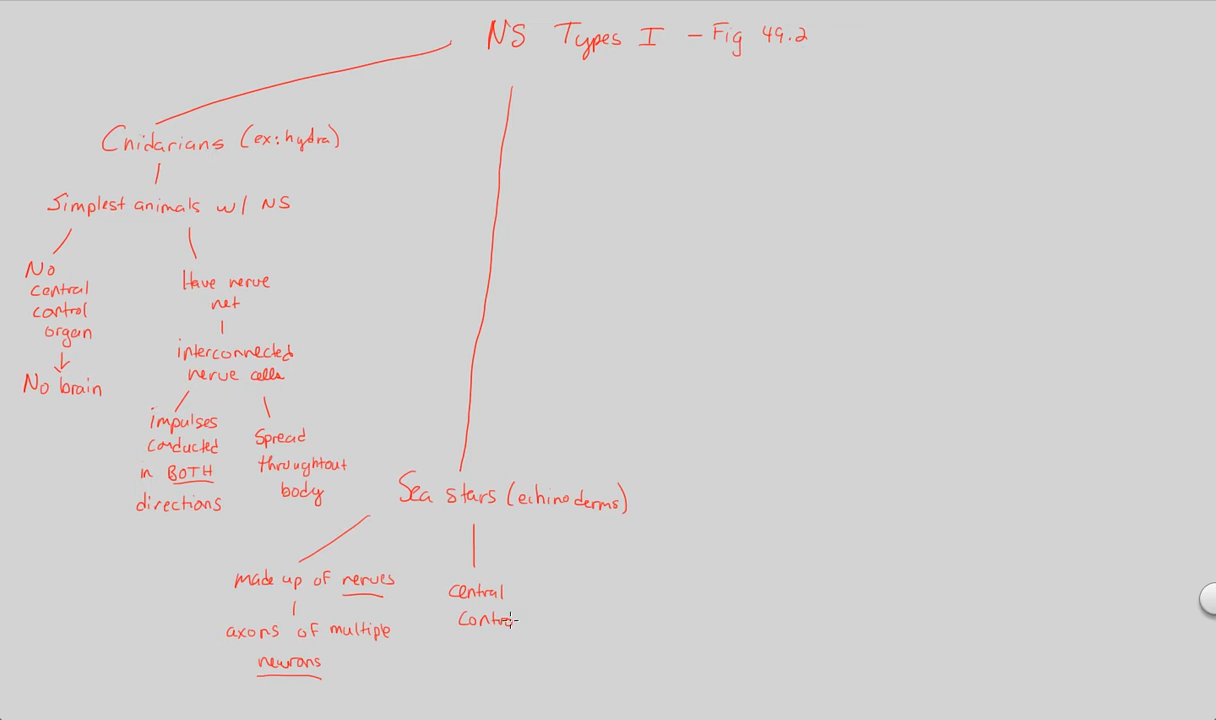 NS Types I - Fig 49.2
Cnidarians (ex: hydra)
Simplest animals w/ NS
No
central
control
organ
No brain
Have nerve
net
interconnected
nerve cells
impulses
conducted
in BOTH
directions
Spread
throughtout
body
Sea stars (echinoderms)
made up of nerves
axons of multiple
neurons
central
contro